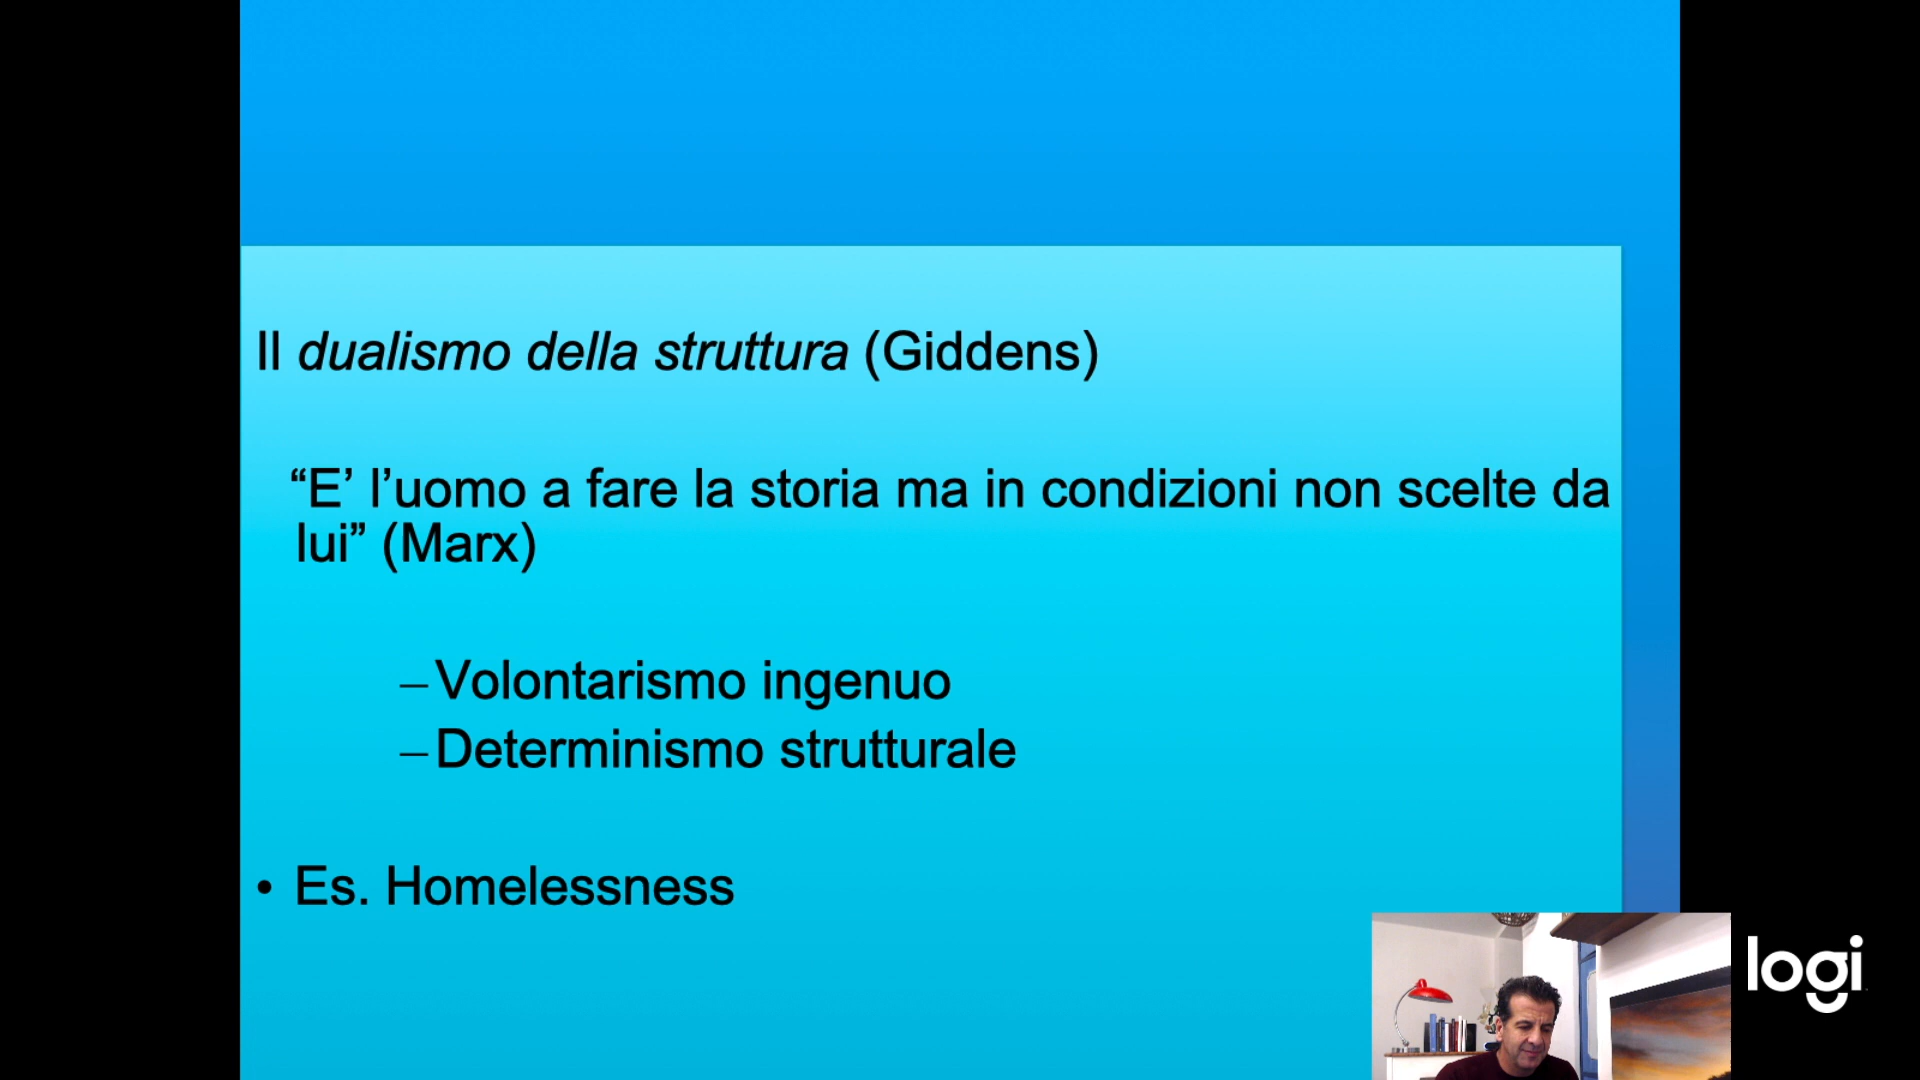 Il dualismo della struttura (Giddens)
“E’ l’uomo a fare la storia ma in condizioni non scelte da
lui” (Marx)
–Volontarismo ingenuo
–Determinismo strutturale
• Es. Homelessness
logi